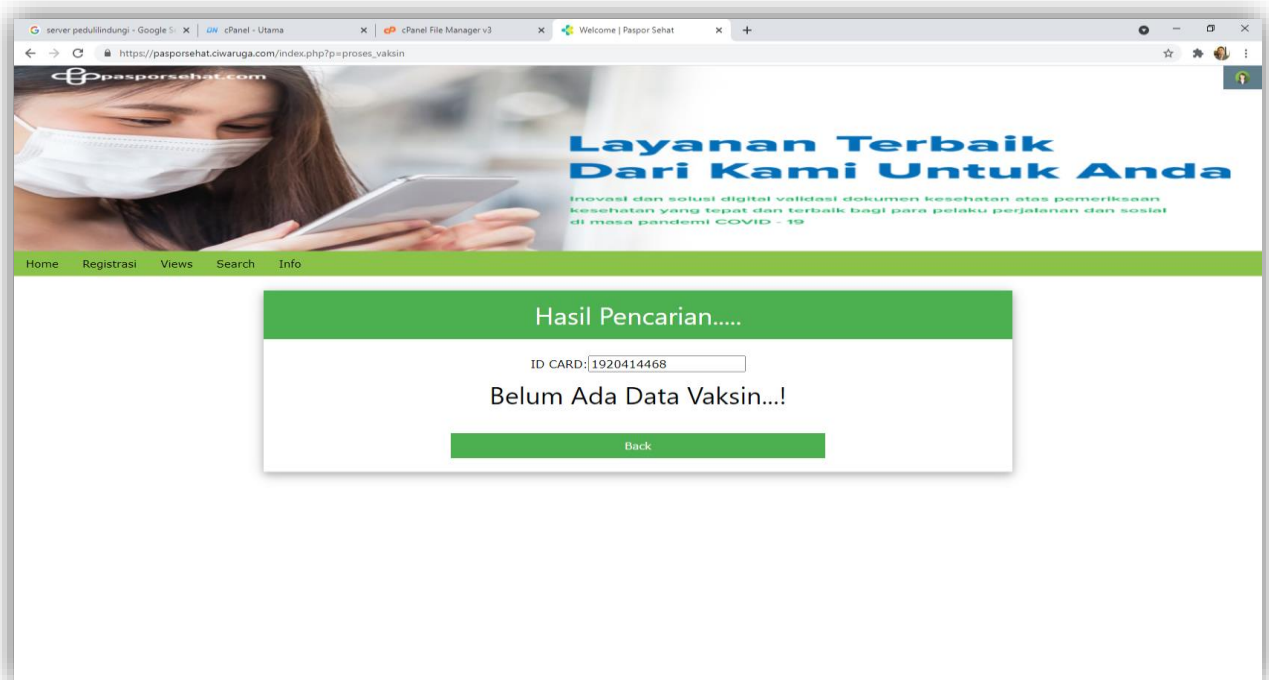 server pedulilindungi - Google S
cPanel - Utama
cPanel File Manager v3
Welcome | Paspor Sehat
https://pasporsehat.ciwaruga.com/index.php?p=proses_vaksin
pasporsehat.com
Layanan Terbaik
Dari Kami Untuk Anda
Inovasi dan solusi digital validasi dokumen kesehatan atas pemeriksaan
kesehatan yang tepat dan terbaik bagi para pelaku perjalanan dan sosial
di masa pandemi COVID - 19
Home Registrasi Views Search Info
Hasil Pencarian.....
ID CARD: 1920414468
Belum Ada Data Vaksin...!
Back